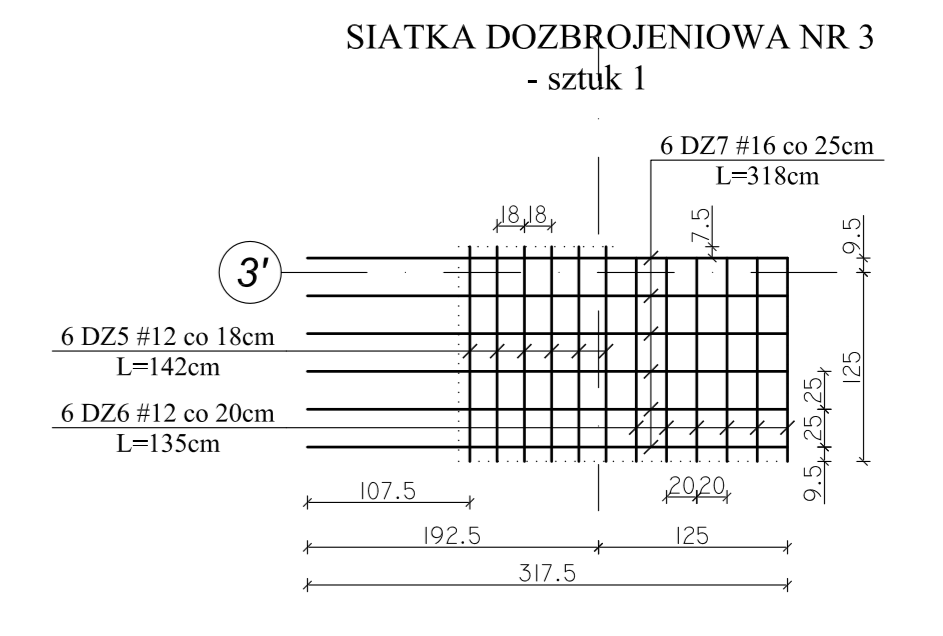 SIATKA DOZBROJENIOWA NR 3
- sztuk 1
6 DZ7 #16 co 25cm
L=318cm
18 18
7.5
9.5
3'
6 DZ5 #12 co 18cm
L=142cm
125
25
6 DZ6 #12 co 20cm
L=135cm
25
9.5
107.5
20 20
192.5
125
317.5